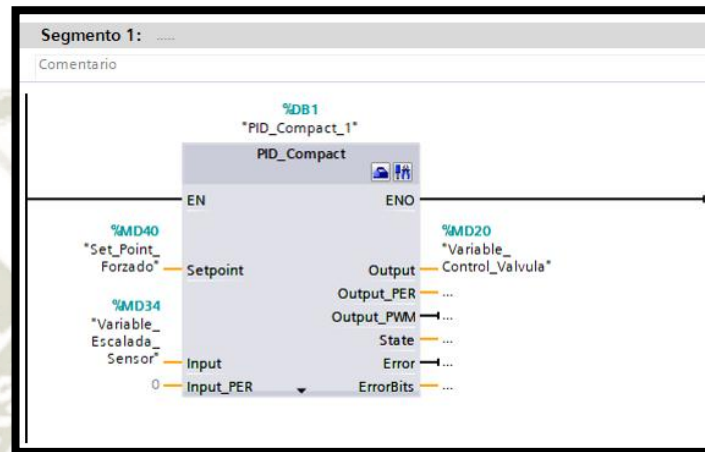 Segmento 1: .....
Comentario
%DB1
"PID_Compact_1"
PID_Compact
EN ENO
%MD40
"Set_Point_
Forzado"
Setpoint
%MD34
"Variable_
Escalada_
Sensor"
Input
0
Input_PER
%MD20
"Variable_
Control_Valvula"
Output
Output_PER ...
Output_PWM ...
State ...
Error ...
ErrorBits ...